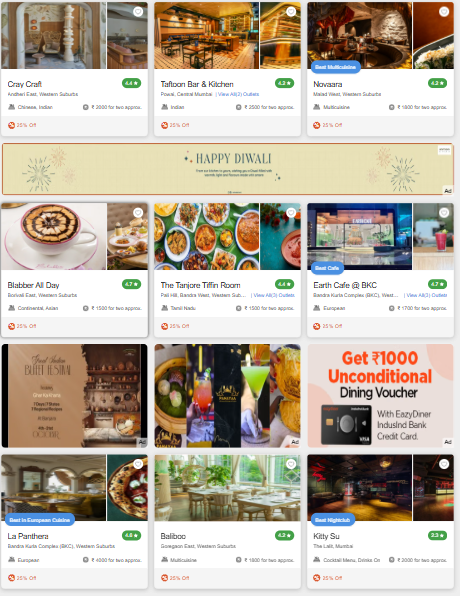 Cray Craft
4.4 ★
Andheri East, Western Suburbs
Chinese, Indian
₹ 2000 for two approx.
25% Off
Taftoon Bar & Kitchen
4.2 ★
Powai, Central Mumbai | View All(2) Outlets
Indian
₹ 2500 for two approx.
25% Off
Best Multicuisine
Novaara
4.3 ★
Malad West, Western Suburbs
Multicuisine
₹ 1900 for two approx.
25% Off
HAPPY DIWALI
Ad
Blabber All Day
4.7 ★
Borivali East, Western Suburbs
Continental, Asian
₹ 1500 for two approx.
25% Off
The Tanjore Tiffin Room
4.4 ★
Pali Hill, Bandra West, Western Sub... | View All(3) Outlets
Tamil Nadu
₹ 1500 for two approx.
25% Off
Best Cafe
Earth Cafe @ BKC
4.7 ★
Bandra Kurla Complex (BKC), West... | View All(3) Outlets
European
₹ 1700 for two approx.
25% Off
Great Indian
Ad
Ad
Get ₹1000
Unconditional
Dining Voucher
With EazyDiner
IndusInd Bank
Credit Card.
VISA
Ad
Best in European Cuisine
La Panthera
4.6 ★
Bandra Kurla Complex (BKC), Western Suburbs
European
₹ 4000 for two approx.
25% Off
Baliboo
4.2 ★
Goregaon East, Western Suburbs
Multicuisine
₹ 1800 for two approx.
25% Off
Best Nightclub
Kitty Su
3.3 ★
The Lalit, Mumbai
Cocktail Menu, Drinks On
₹ 2000 for two approx.
25% Off